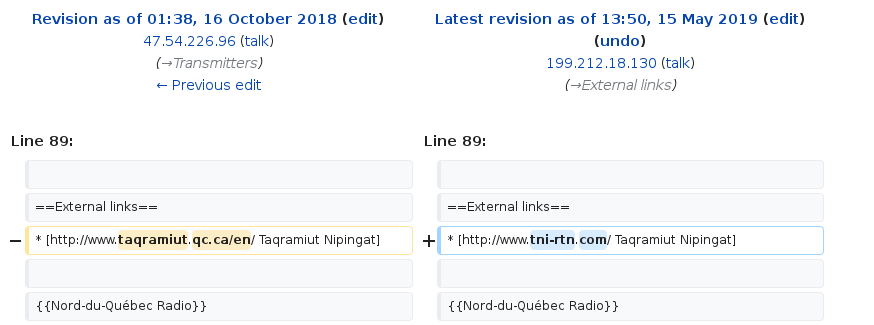 Revision as of 01:38, 16 October 2018 (edit)
47.54.226.96 (talk)
(→Transmitters)
← Previous edit
Latest revision as of 13:50, 15 May 2019 (edit)
(undo)
199.212.18.130 (talk)
(→External links)
Line 89:
Line 89:
==External links==
==External links==
− * [http://www.taqramiut.qc.ca/en/ Taqramiut Nipingat]
+ * [http://www.tni-rtn.com/ Taqramiut Nipingat]
{{Nord-du-Québec Radio}}
{{Nord-du-Québec Radio}}